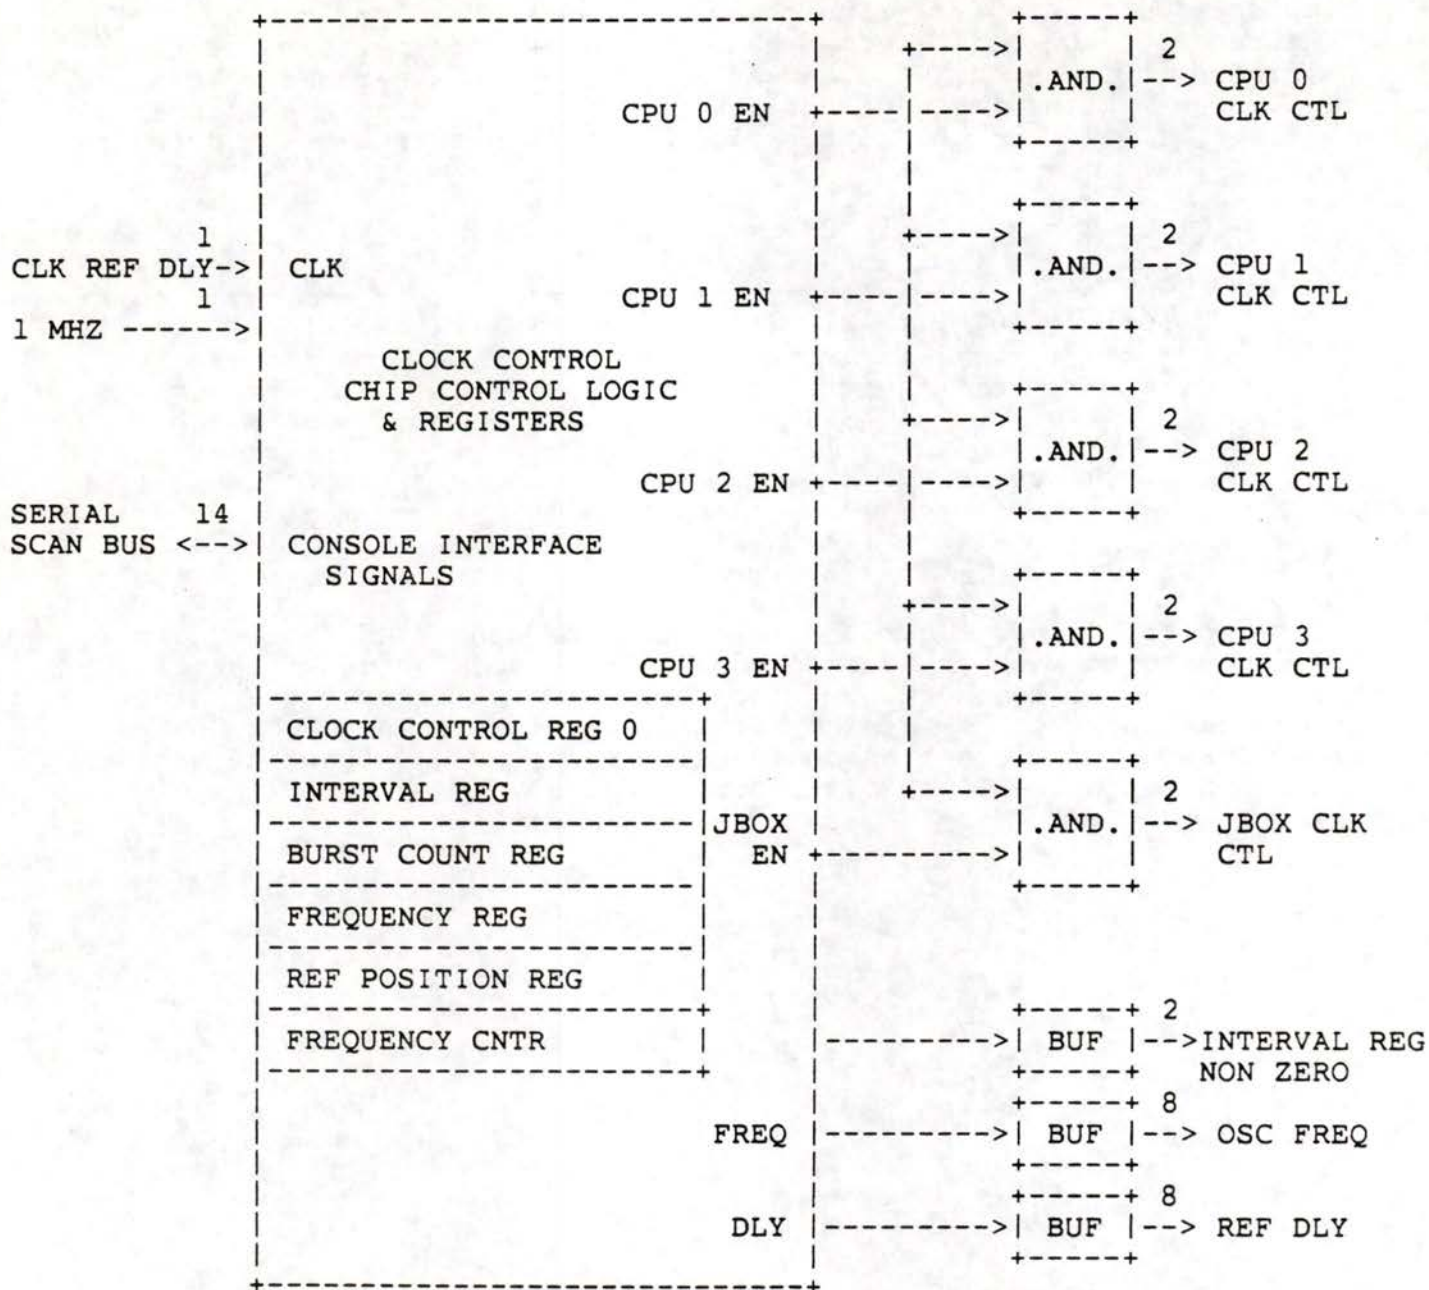 2
.AND. --> CPU 0
CPU 0 EN CLK CTL
1 2
CLK REF DLY-> CLK .AND. --> CPU 1
1 CPU 1 EN CLK CTL
1 MHZ ------>
CLOCK CONTROL
CHIP CONTROL LOGIC
& REGISTERS 2
.AND. --> CPU 2
CPU 2 EN CLK CTL
SERIAL 14
SCAN BUS <--> CONSOLE INTERFACE
SIGNALS
2
.AND. --> CPU 3
CPU 3 EN CLK CTL
CLOCK CONTROL REG 0
INTERVAL REG 2
JBOX .AND. --> JBOX CLK
BURST COUNT REG EN CTL
FREQUENCY REG
REF POSITION REG
2
FREQUENCY CNTR BUF -->INTERVAL REG
NON ZERO
8
FREQ BUF --> OSC FREQ
8
DLY BUF --> REF DLY